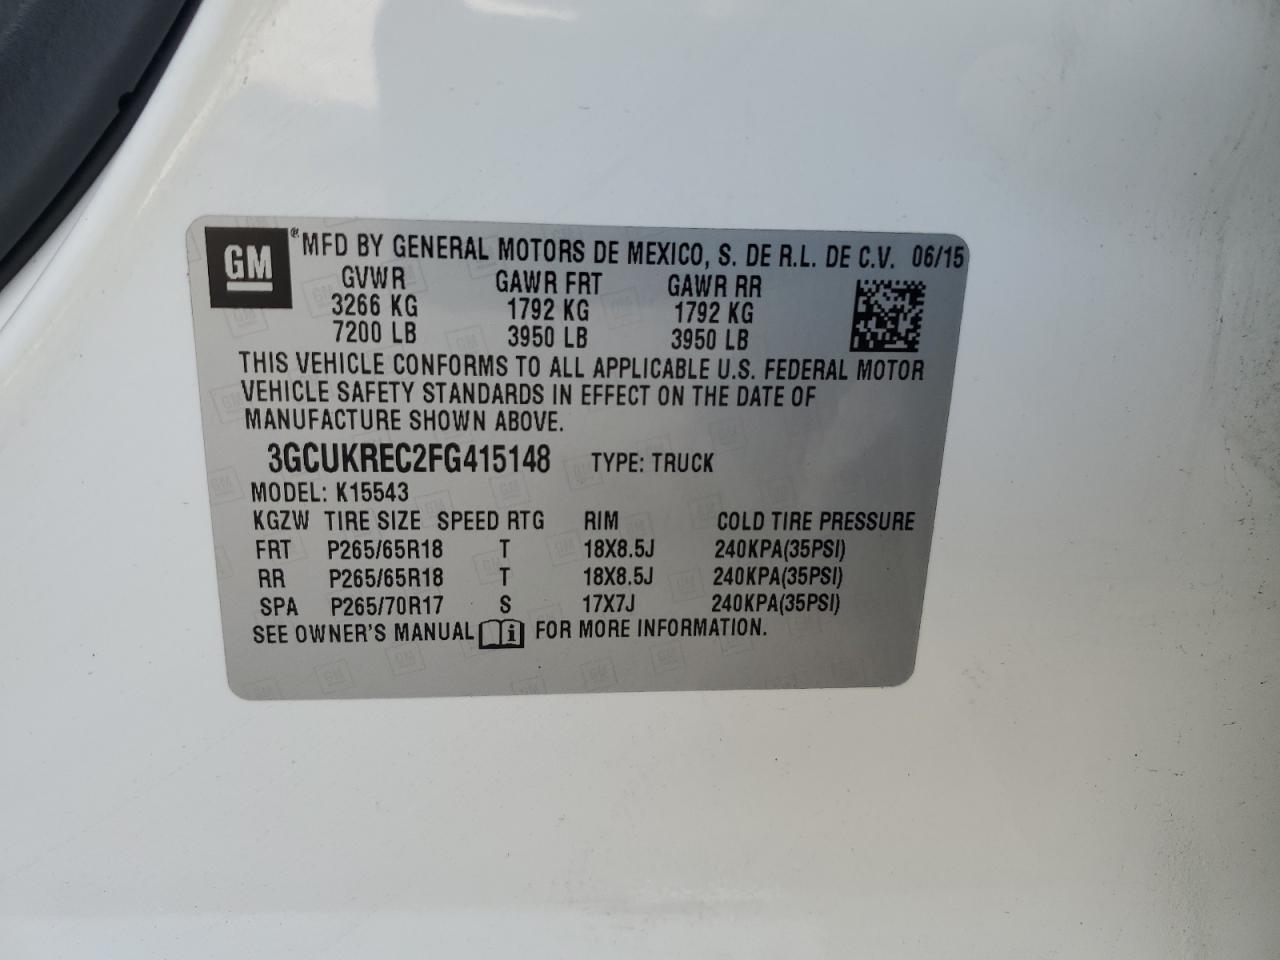 GM ® MFD BY GENERAL MOTORS DE MEXICO, S. DE R.L. DE C.V. 06/15
GVWR GAWR FRT GAWR RR
3266 KG 1792 KG 1792 KG
7200 LB 3950 LB 3950 LB
THIS VEHICLE CONFORMS TO ALL APPLICABLE U.S. FEDERAL MOTOR
VEHICLE SAFETY STANDARDS IN EFFECT ON THE DATE OF
MANUFACTURE SHOWN ABOVE.
3GCUKREC2FG415148 TYPE: TRUCK
MODEL: K15543
KGZW TIRE SIZE SPEED RTG RIM COLD TIRE PRESSURE
FRT P265/65R18 T 18X8.5J 240KPA(35PSI)
RR P265/65R18 T 18X8.5J 240KPA(35PSI)
SPA P265/70R17 S 17X7J 240KPA(35PSI)
SEE OWNER'S MANUAL i FOR MORE INFORMATION.